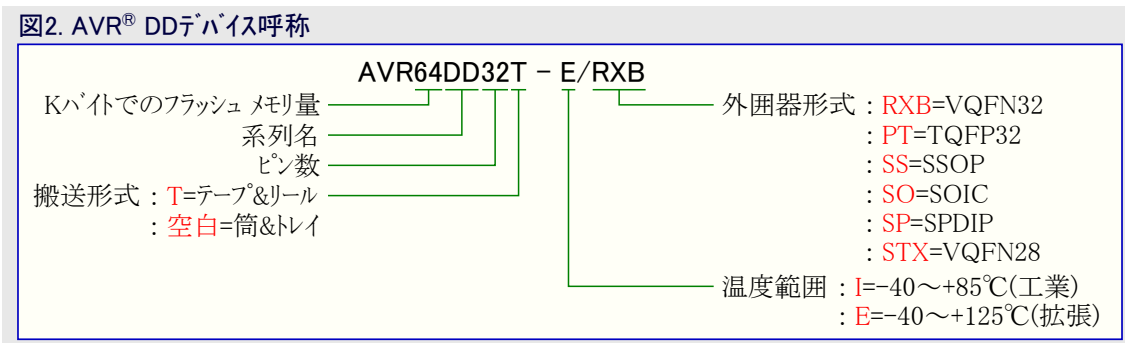 図2. AVR® DDデバイス呼称
AVR64DD32T - E/RXB
Kバイトでのフラッシュ メモリ量
系列名
ピン数
搬送形式 : T=テープ&リール
: 空白=筒&トレイ
外囲器形式 : RXB=VQFN32
: PT=TQFP32
: SS=SSOP
: SO=SOIC
: SP=SPDIP
: STX=VQFN28
温度範囲 : I=-40~+85℃(工業)
: E=-40~+125℃(拡張)